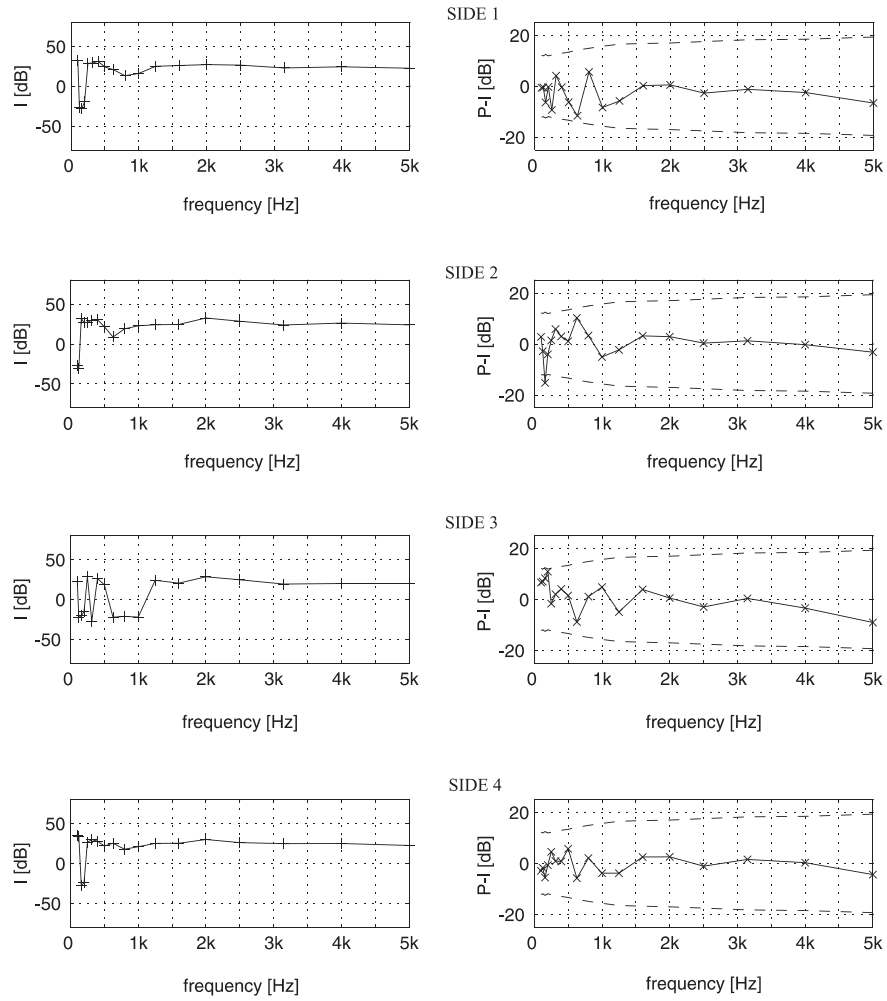 SIDE 1
I [dB]
50
0
-50
0 1k 2k 3k 4k 5k
frequency [Hz]
P-I [dB]
20
0
-20
0 1k 2k 3k 4k 5k
frequency [Hz]
SIDE 2
I [dB]
50
0
-50
0 1k 2k 3k 4k 5k
frequency [Hz]
P-I [dB]
20
0
-20
0 1k 2k 3k 4k 5k
frequency [Hz]
SIDE 3
I [dB]
50
0
-50
0 1k 2k 3k 4k 5k
frequency [Hz]
P-I [dB]
20
0
-20
0 1k 2k 3k 4k 5k
frequency [Hz]
SIDE 4
I [dB]
50
0
-50
0 1k 2k 3k 4k 5k
frequency [Hz]
P-I [dB]
20
0
-20
0 1k 2k 3k 4k 5k
frequency [Hz]